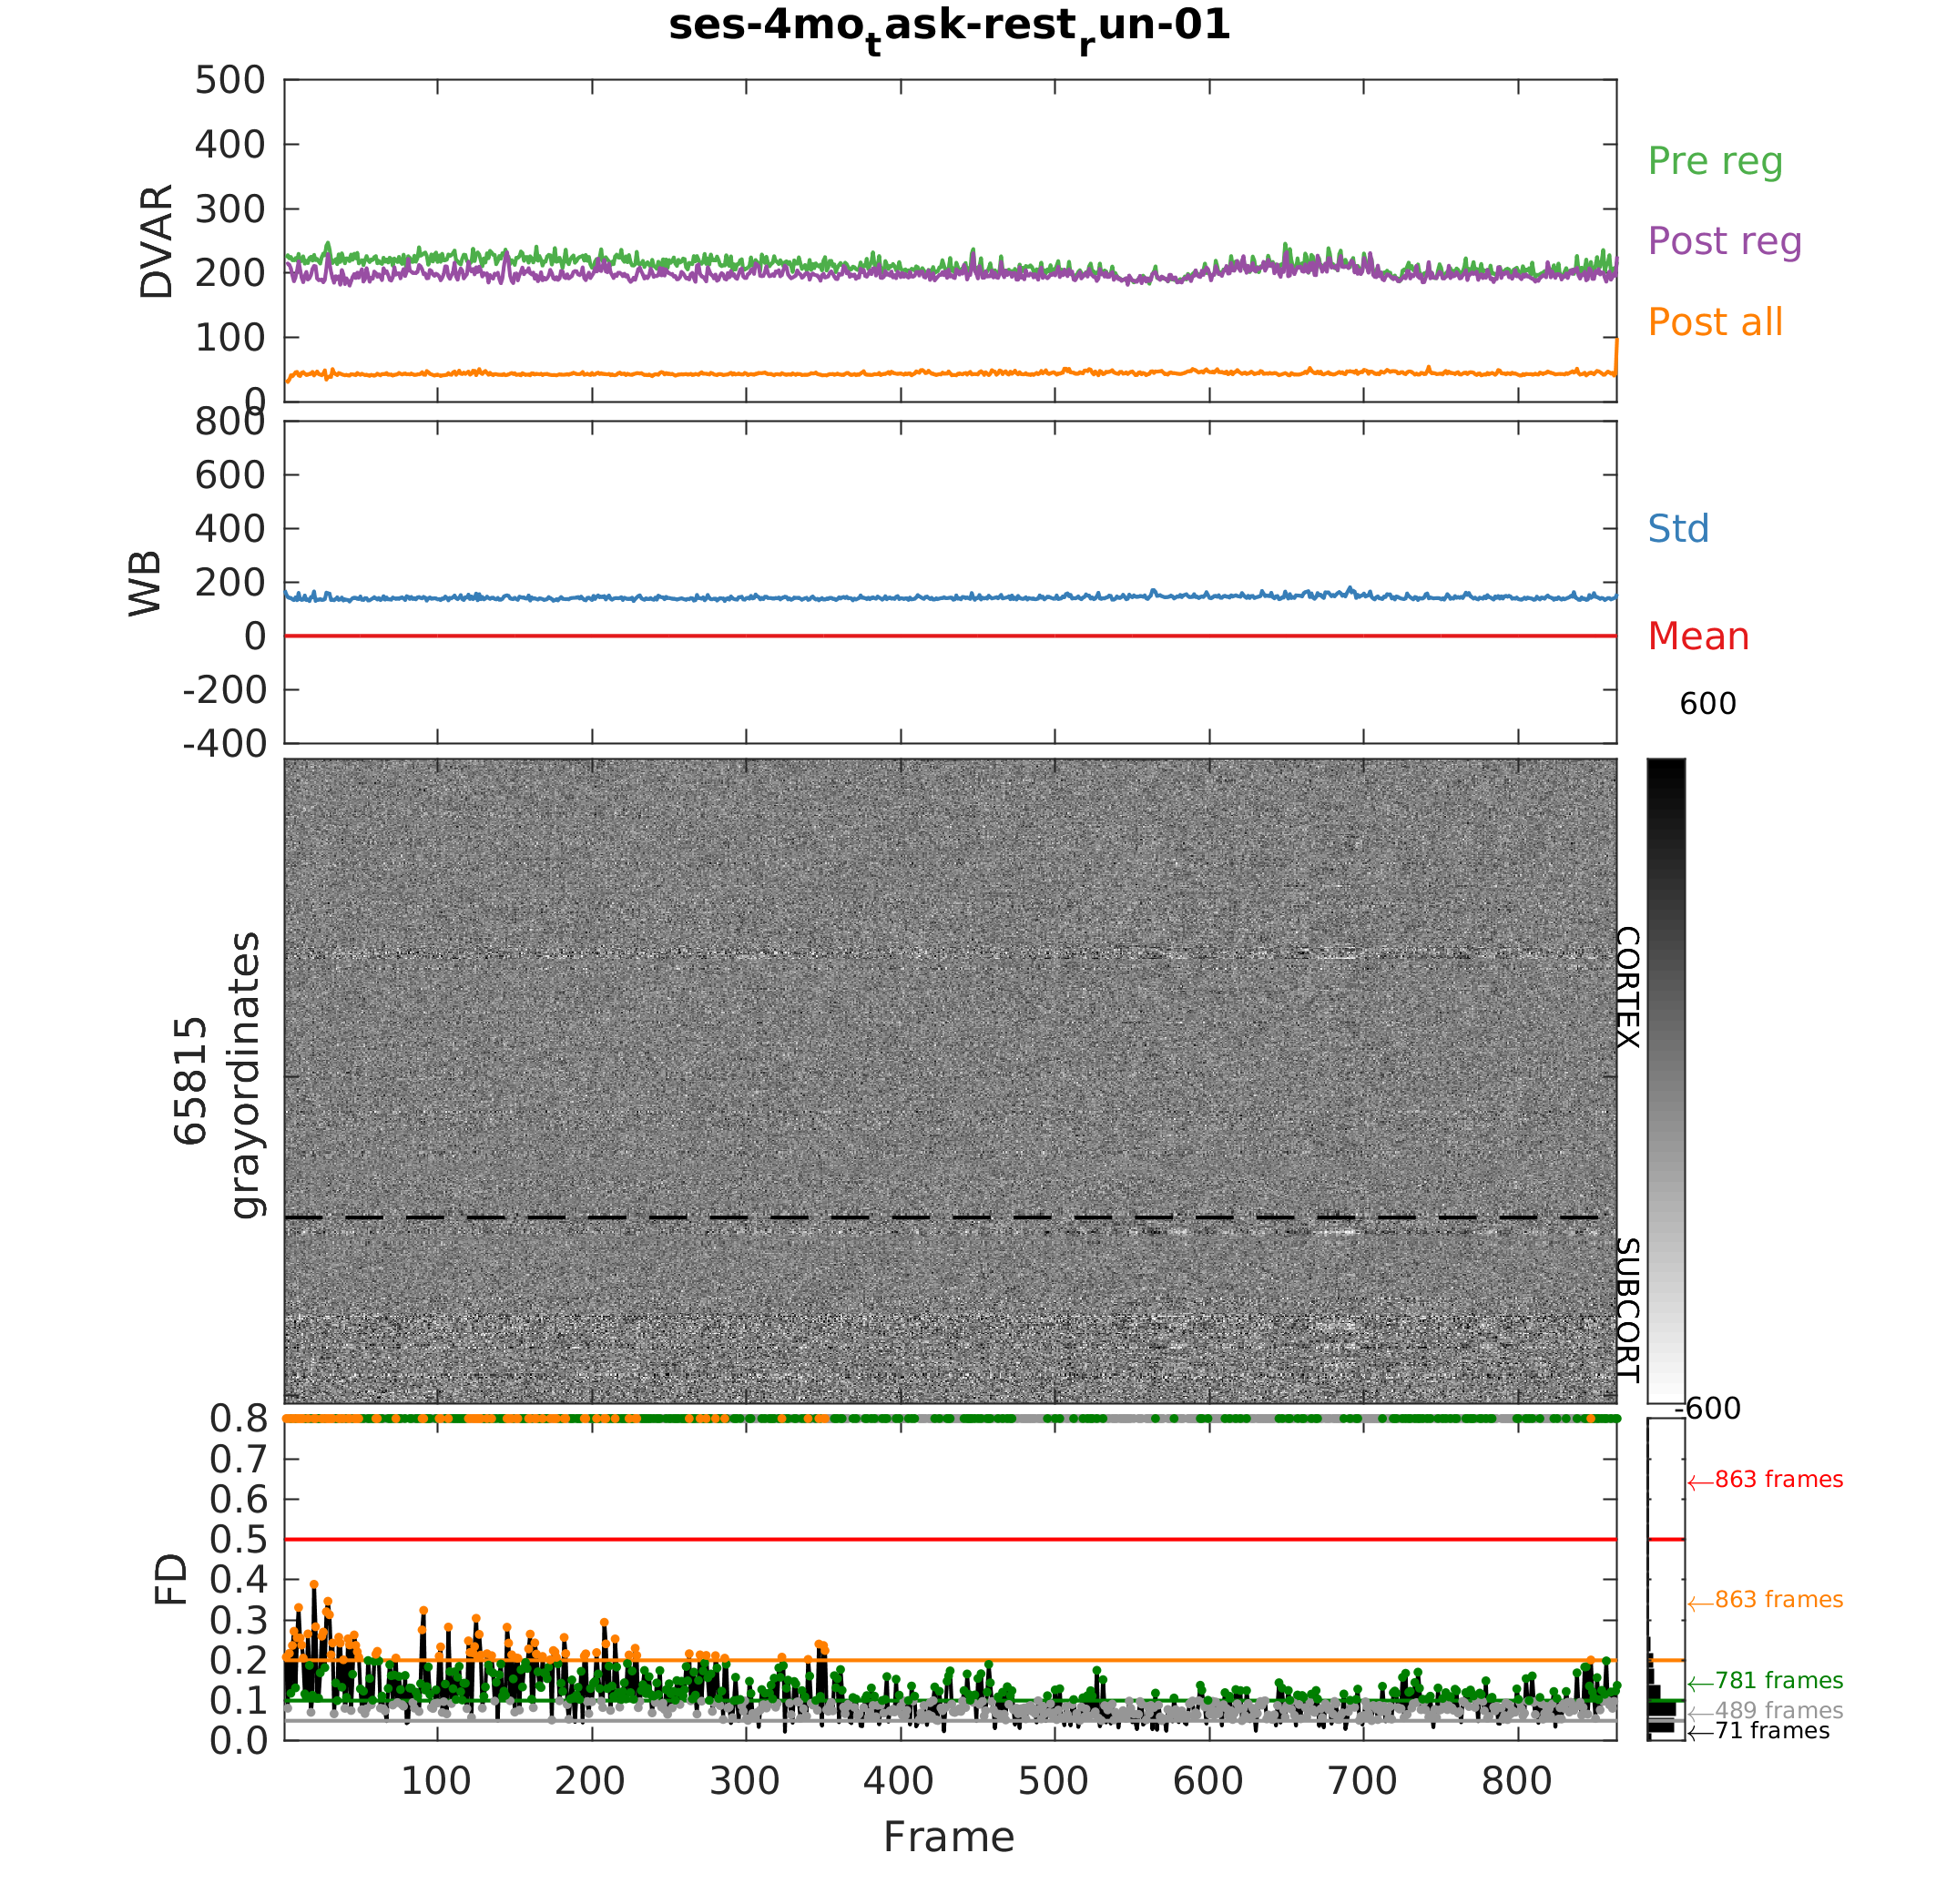 ses-4mo_task-rest_run-01
500
400
300
200
100
0
DVAR
Pre reg
Post reg
Post all
800
600
400
200
0
-200
-400
WB
Std
Mean
600
65815
grayordinates
CORTEX
SUBCORT
-600
0.8
0.7
0.6
0.5
0.4
0.3
0.2
0.1
0.0
FD
←863 frames
←863 frames
←781 frames
←489 frames
←71 frames
100 200 300 400 500 600 700 800
Frame